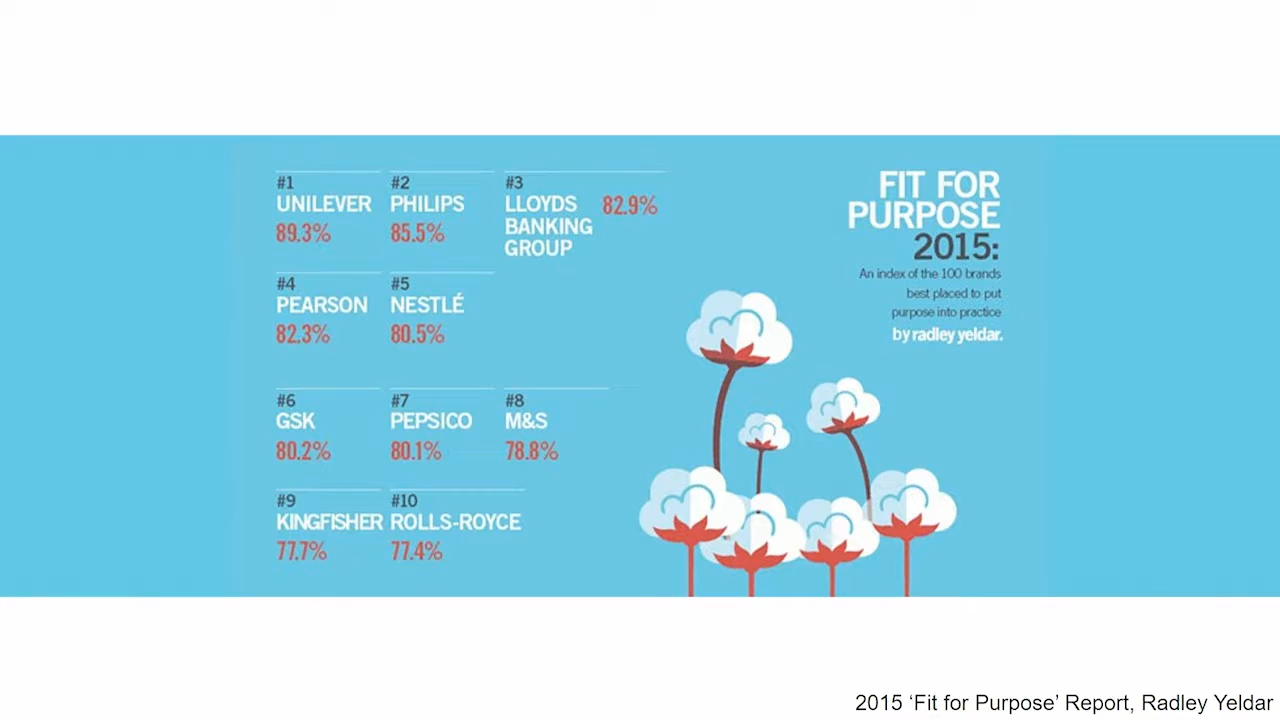 #1
UNILEVER
89.3%
#2
PHILIPS
85.5%
#3
LLOYDS
BANKING
GROUP
82.9%
#4
PEARSON
82.3%
#5
NESTLÉ
80.5%
#6
GSK
80.2%
#7
PEPSICO
80.1%
#8
M&S
78.8%
#9
KINGFISHER
77.7%
#10
ROLLS-ROYCE
77.4%
FIT FOR
PURPOSE
2015:
An index of the 100 brands
best placed to put
purpose into practice
by radley yeldar.
2015 ‘Fit for Purpose’ Report, Radley Yeldar